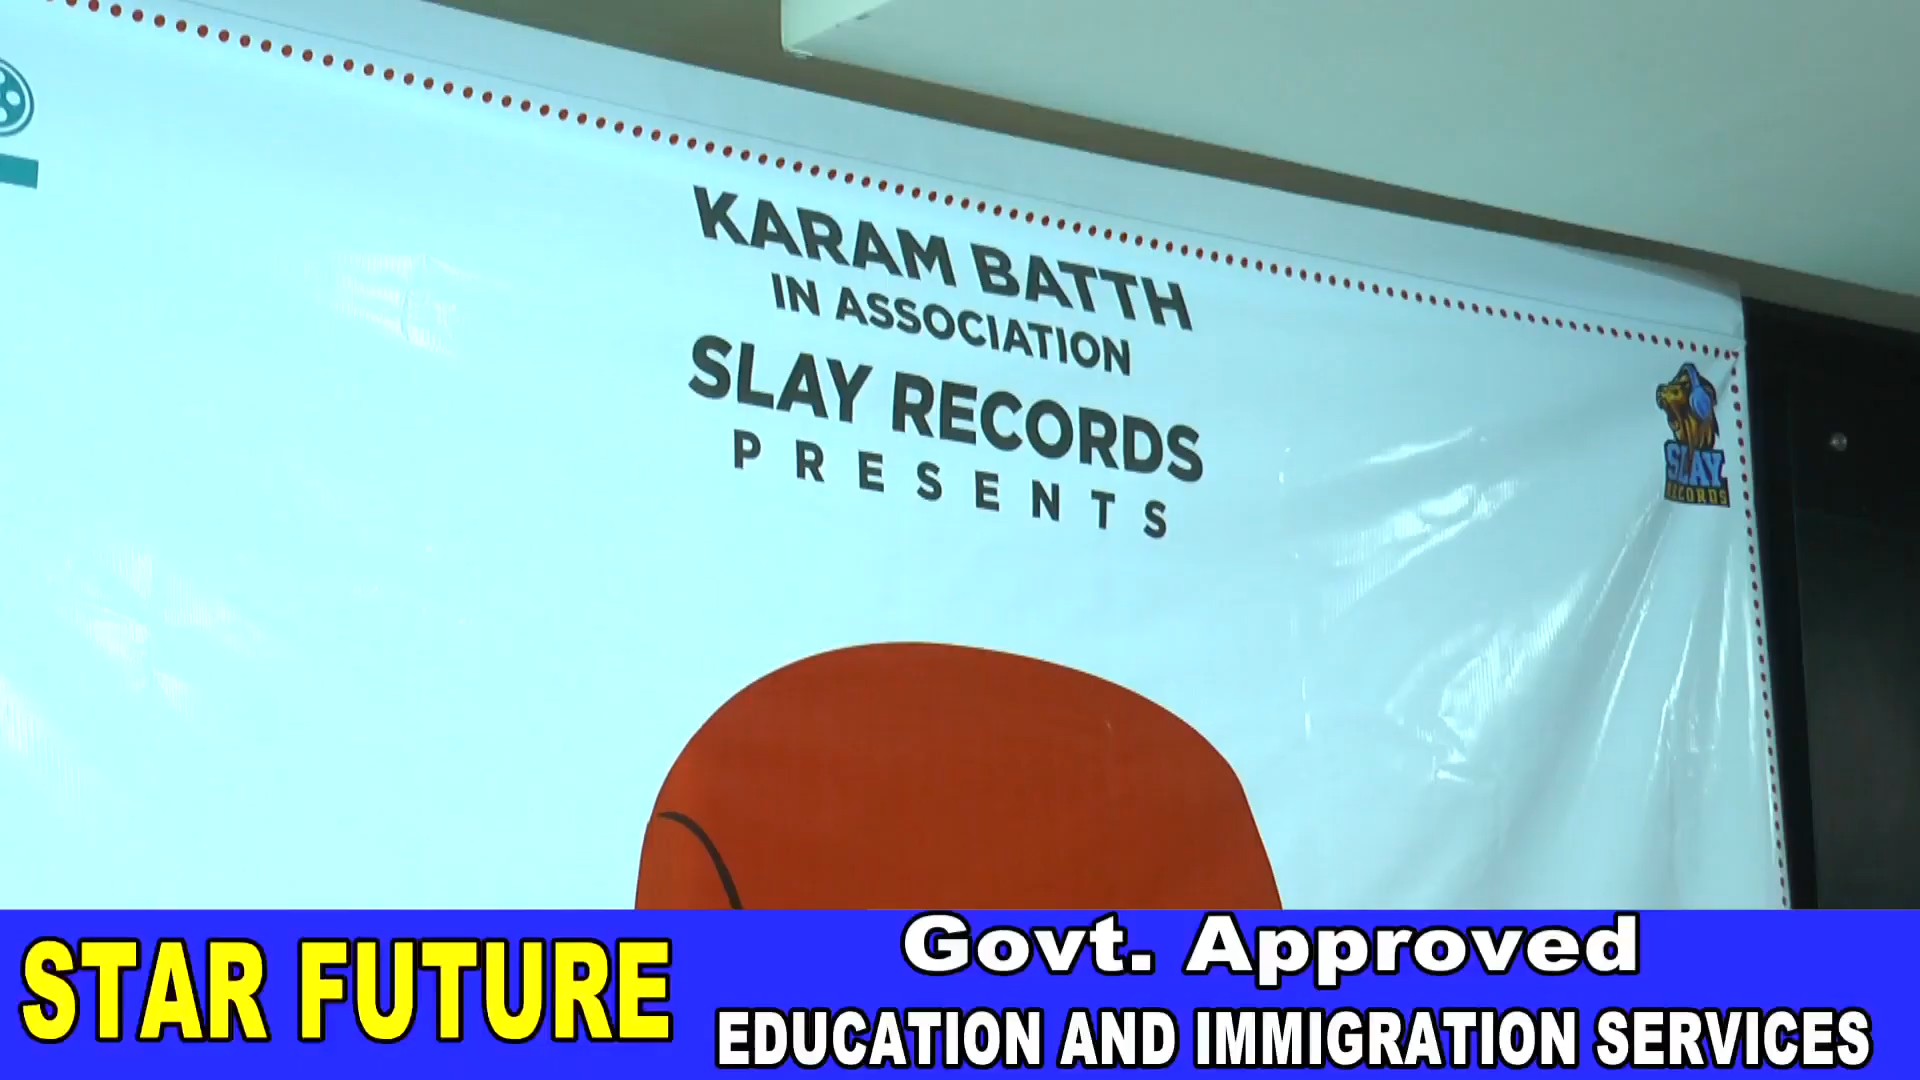 KARAM BATTH
IN ASSOCIATION
SLAY RECORDS
PRESENTS
SLAY
RECORDS
STAR FUTURE
Govt. Approved
EDUCATION AND IMMIGRATION SERVICES